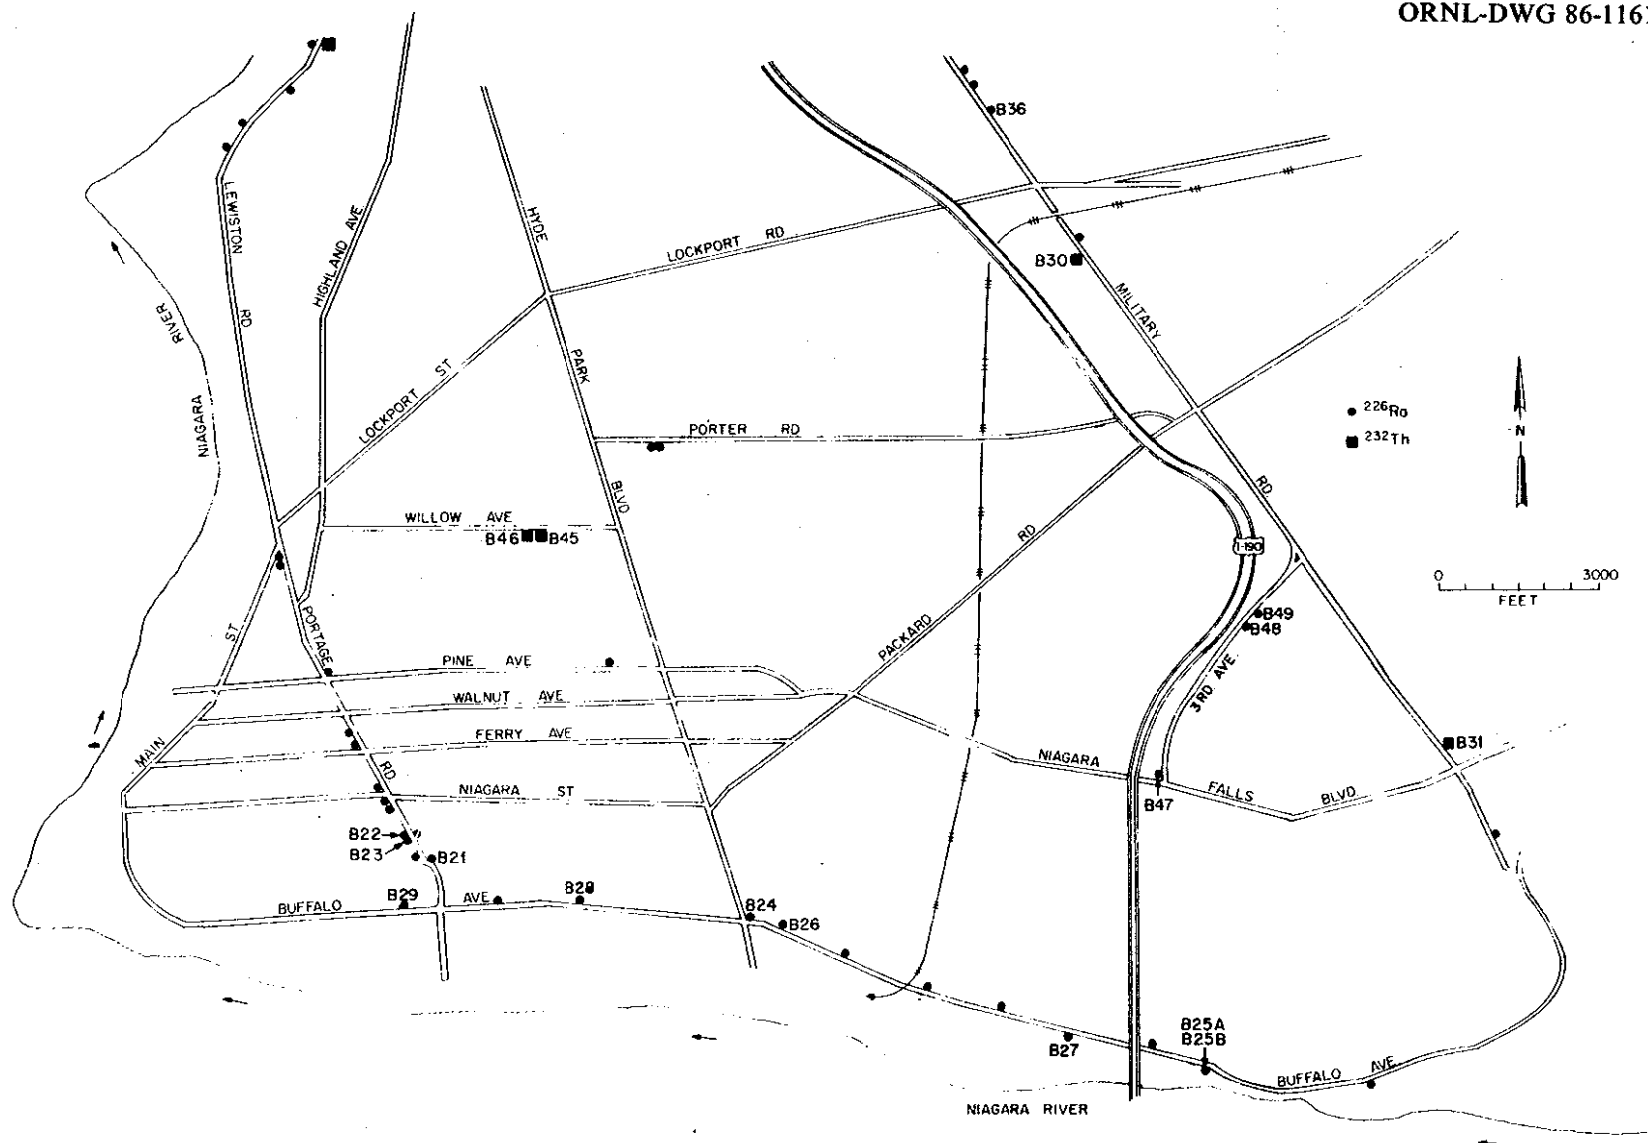 ORNL-DWG 86-1161
B36
LEWISTON
RD
HIGHLAND AVE
HYDE
PARK
BLVD
LOCKPORT RD
B30
MILITARY
RD
RIVER
NIAGARA
LOCKPORT ST
PORTER RD
226Ra
232Th
N
WILLOW AVE
B46
B45
RD
PACKARD
I-190
0 3000
FEET
B49
B48
3RD AVE
ST
MAIN
PORTAGE
RD
PINE AVE
WALNUT AVE
FERRY AVE
NIAGARA ST
NIAGARA
FALLS
BLVD
B31
B47
B22
B23
B21
B29
BUFFALO AVE
B28
B24
B26
B27
B25A
B25B
BUFFALO AVE
NIAGARA RIVER